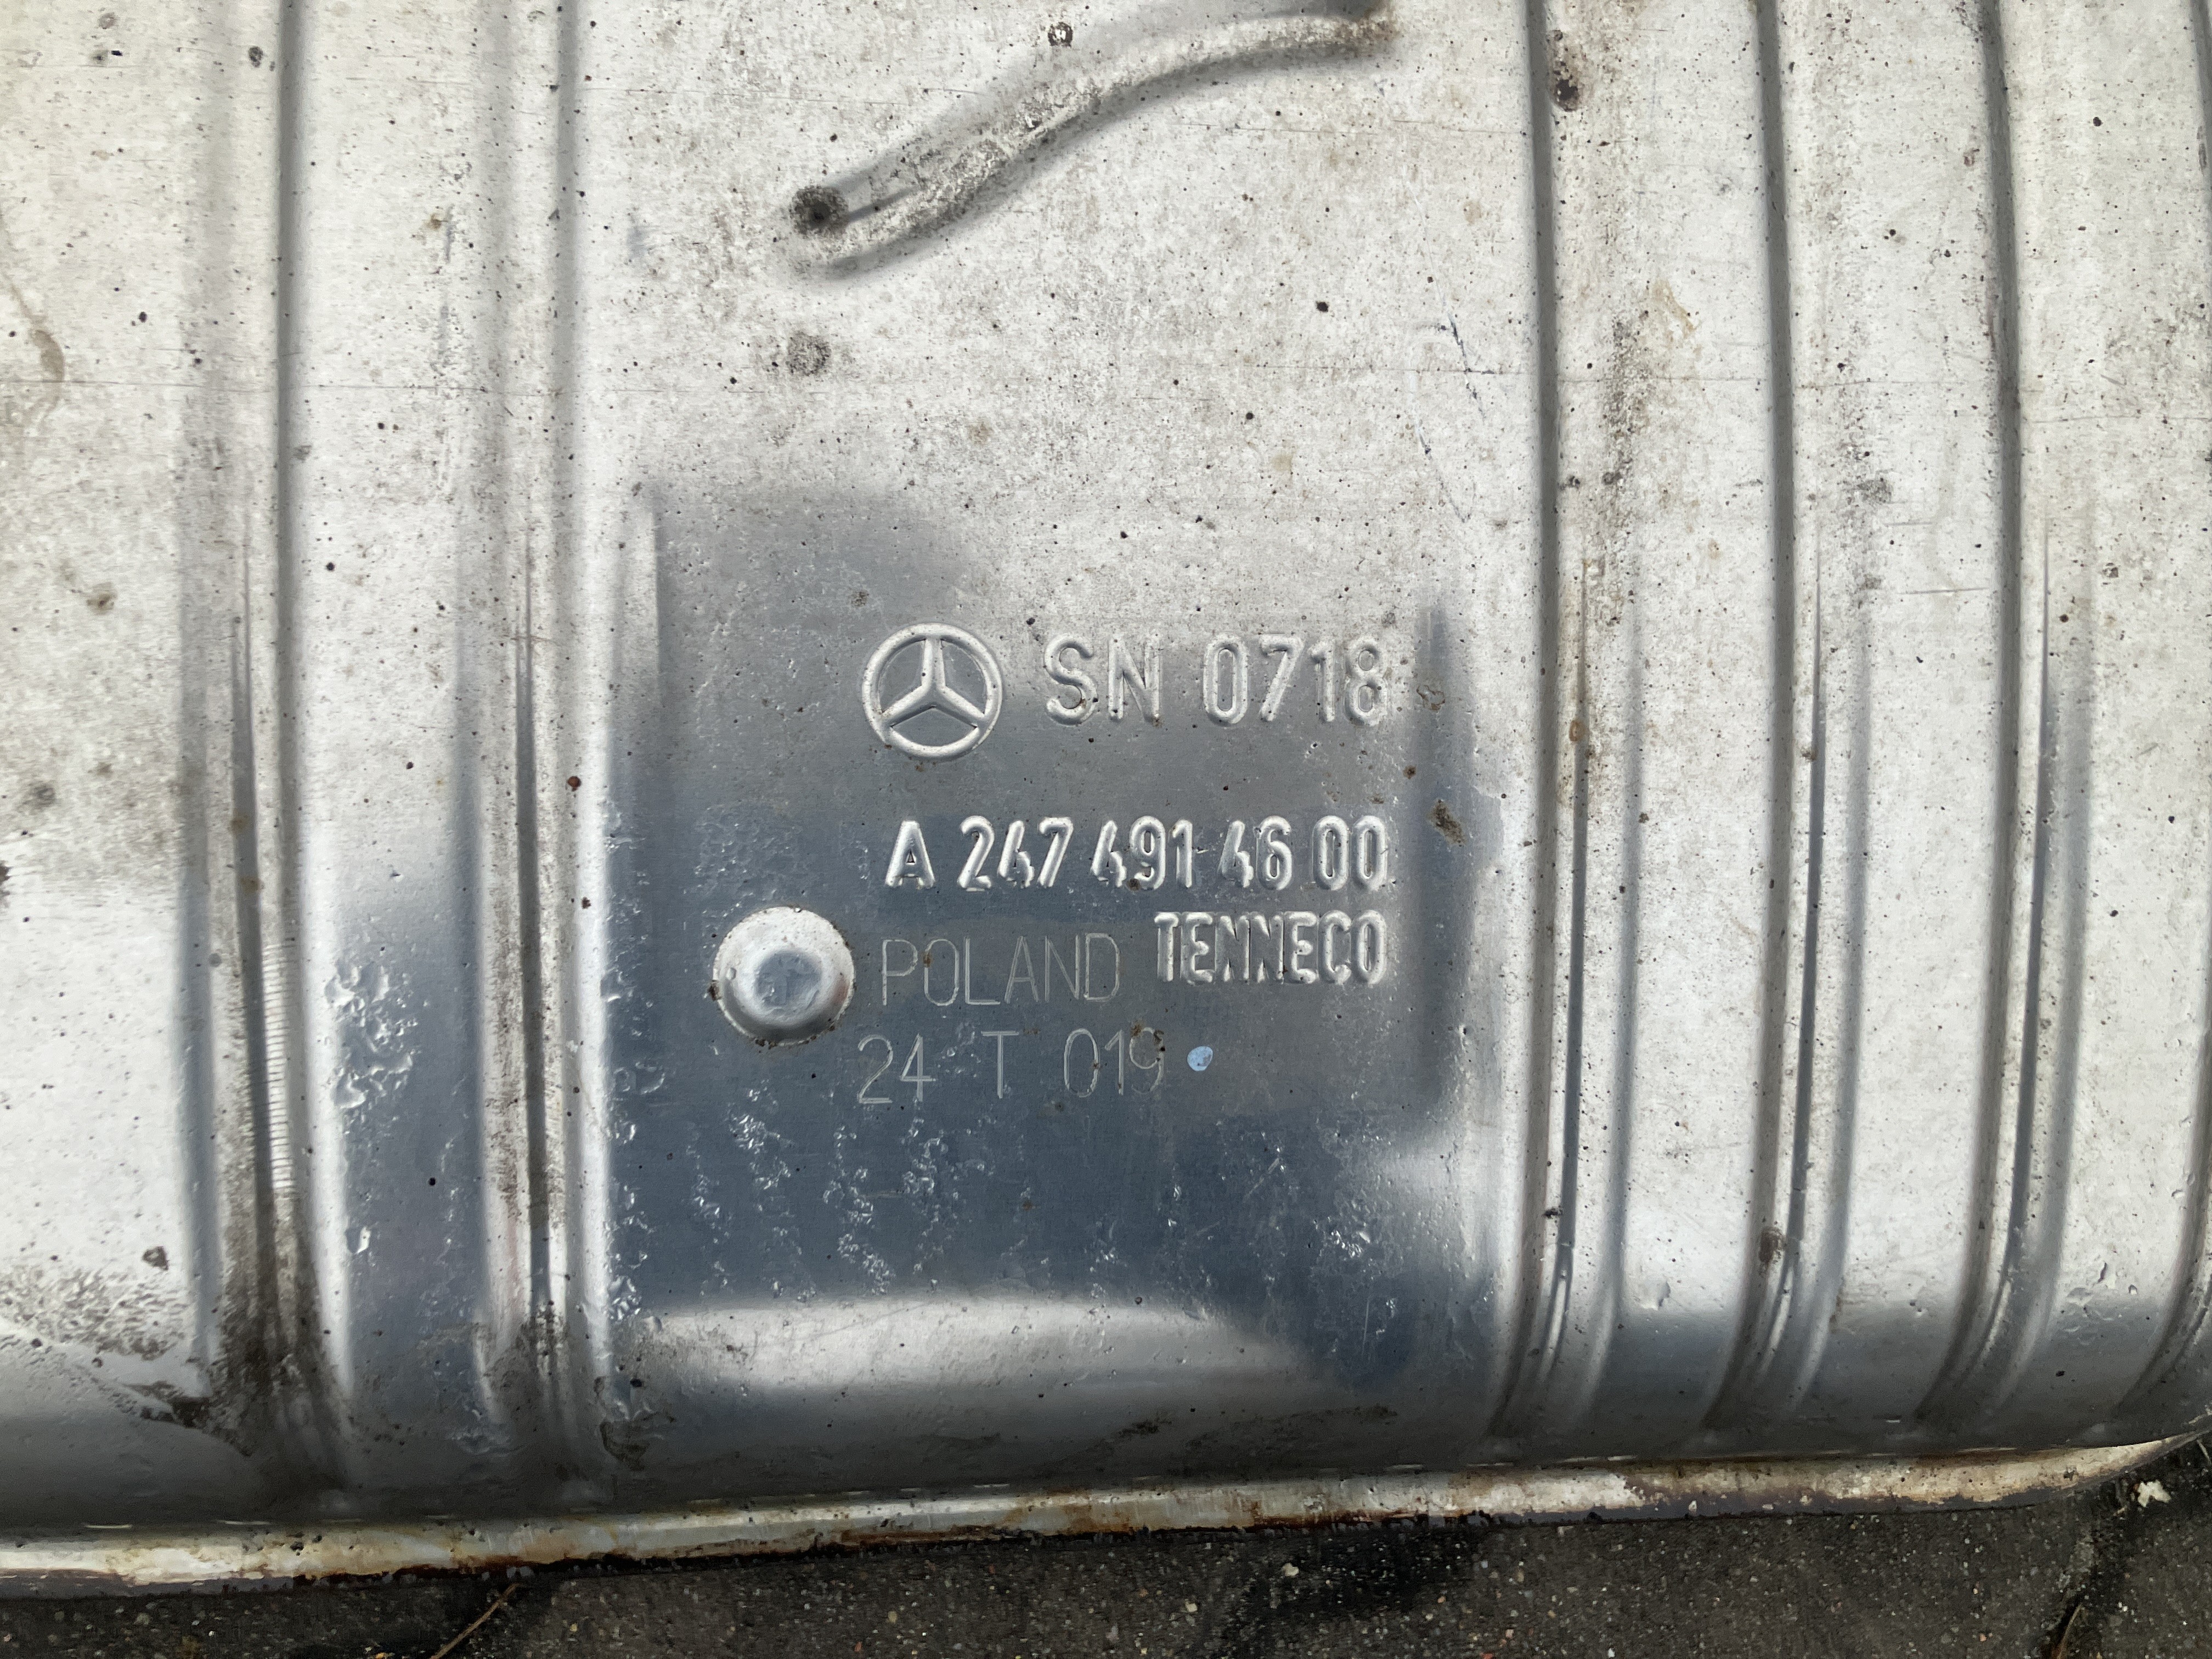 SN 0718
A 247 491 46 00
TENNECO
POLAND
24 T 019